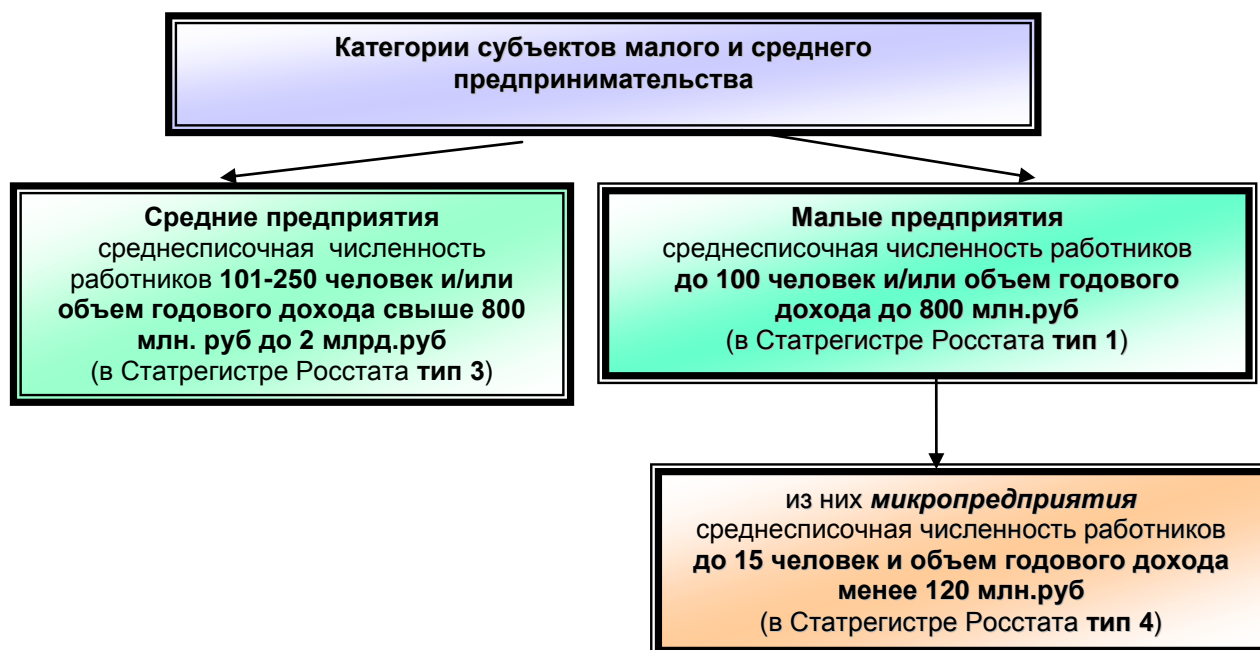 Категории субъектов малого и среднего
предпринимательства
Средние предприятия
среднесписочная численность
работников 101-250 человек и/или
объем годового дохода свыше 800
млн. руб до 2 млрд.руб
(в Статрегистре Росстата тип 3)
Малые предприятия
среднесписочная численность работников
до 100 человек и/или объем годового
дохода до 800 млн.руб
(в Статрегистре Росстата тип 1)
из них микропредприятия
среднесписочная численность работников
до 15 человек и объем годового дохода
менее 120 млн.руб
(в Статрегистре Росстата тип 4)